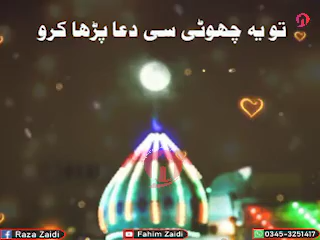 تو یہ چھوٹی سی دعا پڑھا کرو
Raza Zaidi
Fahim Zaidi
0345-3251417